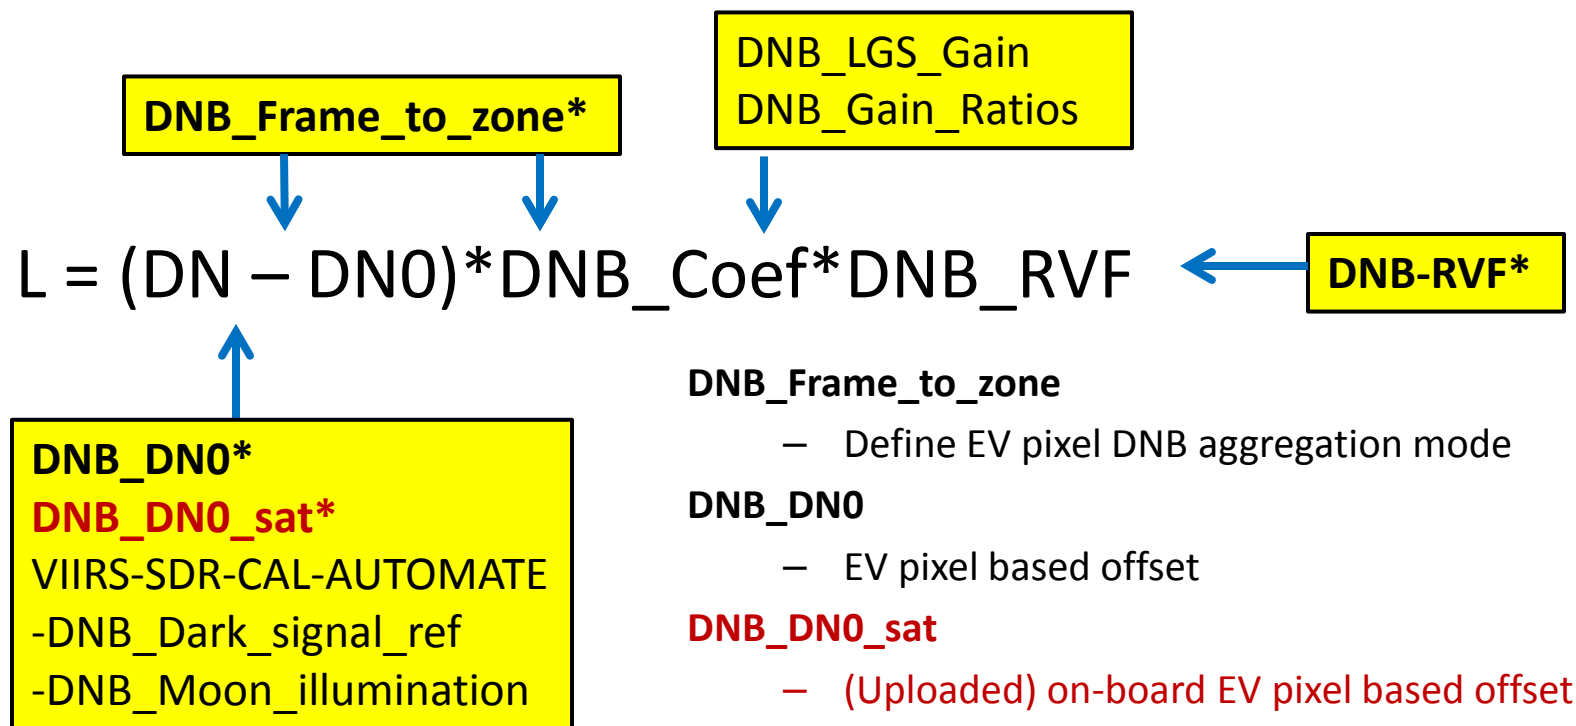 DNB_LGS_Gain
DNB_Gain_Ratios
DNB_Frame_to_zone*
L = (DN – DN0)*DNB_Coef*DNB_RVF
DNB-RVF*
DNB_DN0*
DNB_DN0_sat*
VIIRS-SDR-CAL-AUTOMATE
-DNB_Dark_signal_ref
-DNB_Moon_illumination
DNB_Frame_to_zone
– Define EV pixel DNB aggregation mode
DNB_DN0
– EV pixel based offset
DNB_DN0_sat
– (Uploaded) on-board EV pixel based offset